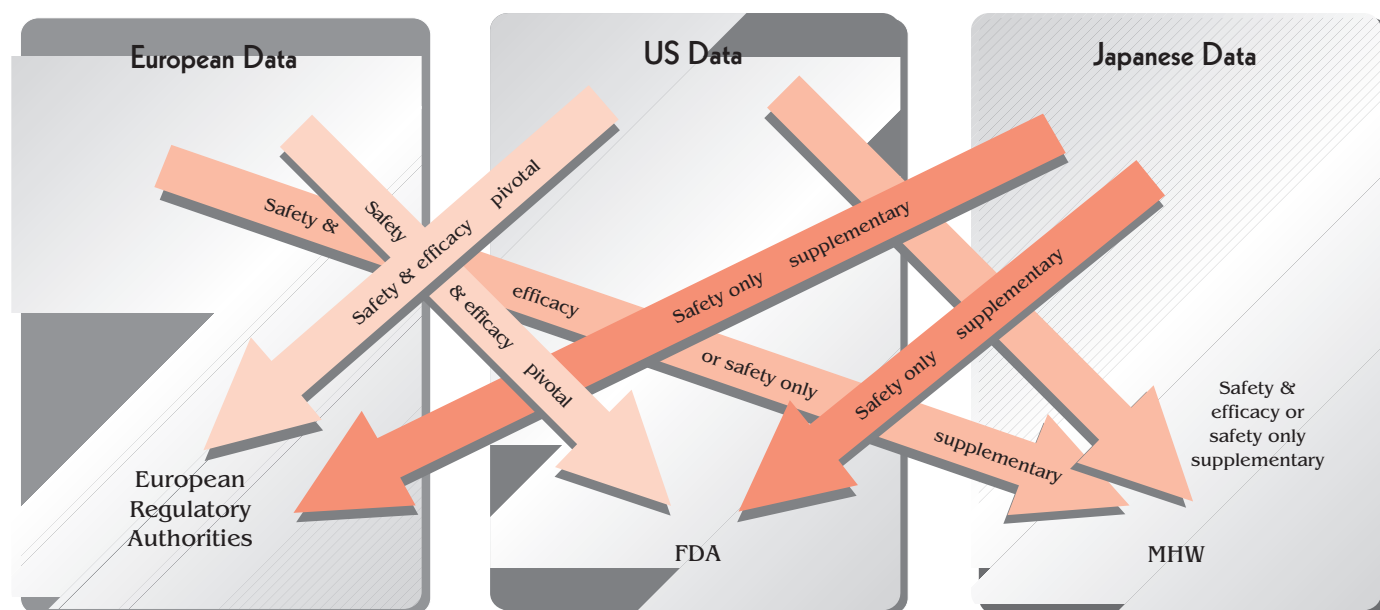 European Data
US Data
Japanese Data
Safety & efficacy pivotal
Safety & efficacy pivotal
Safety & efficacy or safety only supplementary
Safety only supplementary
Safety only supplementary
Safety &
efficacy or
safety only
supplementary
European
Regulatory
Authorities
FDA
MHW